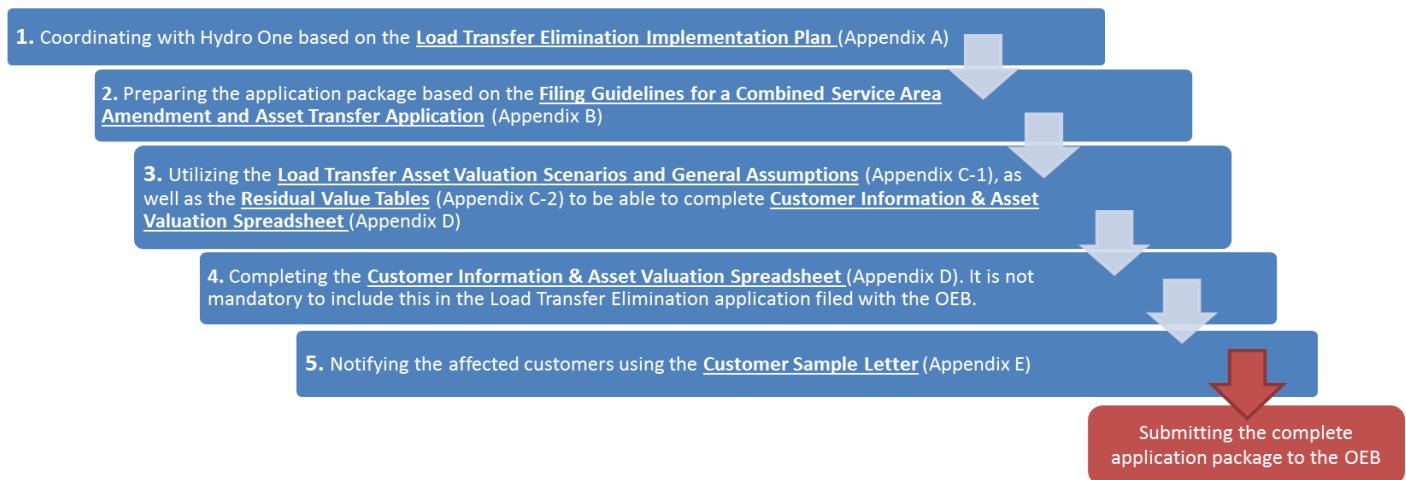 1. Coordinating with Hydro One based on the Load Transfer Elimination Implementation Plan (Appendix A)
2. Preparing the application package based on the Filing Guidelines for a Combined Service Area
Amendment and Asset Transfer Application (Appendix B)
3. Utilizing the Load Transfer Asset Valuation Scenarios and General Assumptions (Appendix C-1), as
well as the Residual Value Tables (Appendix C-2) to be able to complete Customer Information & Asset
Valuation Spreadsheet (Appendix D)
4. Completing the Customer Information & Asset Valuation Spreadsheet (Appendix D). It is not
mandatory to include this in the Load Transfer Elimination application filed with the OEB.
5. Notifying the affected customers using the Customer Sample Letter (Appendix E)
Submitting the complete
application package to the OEB